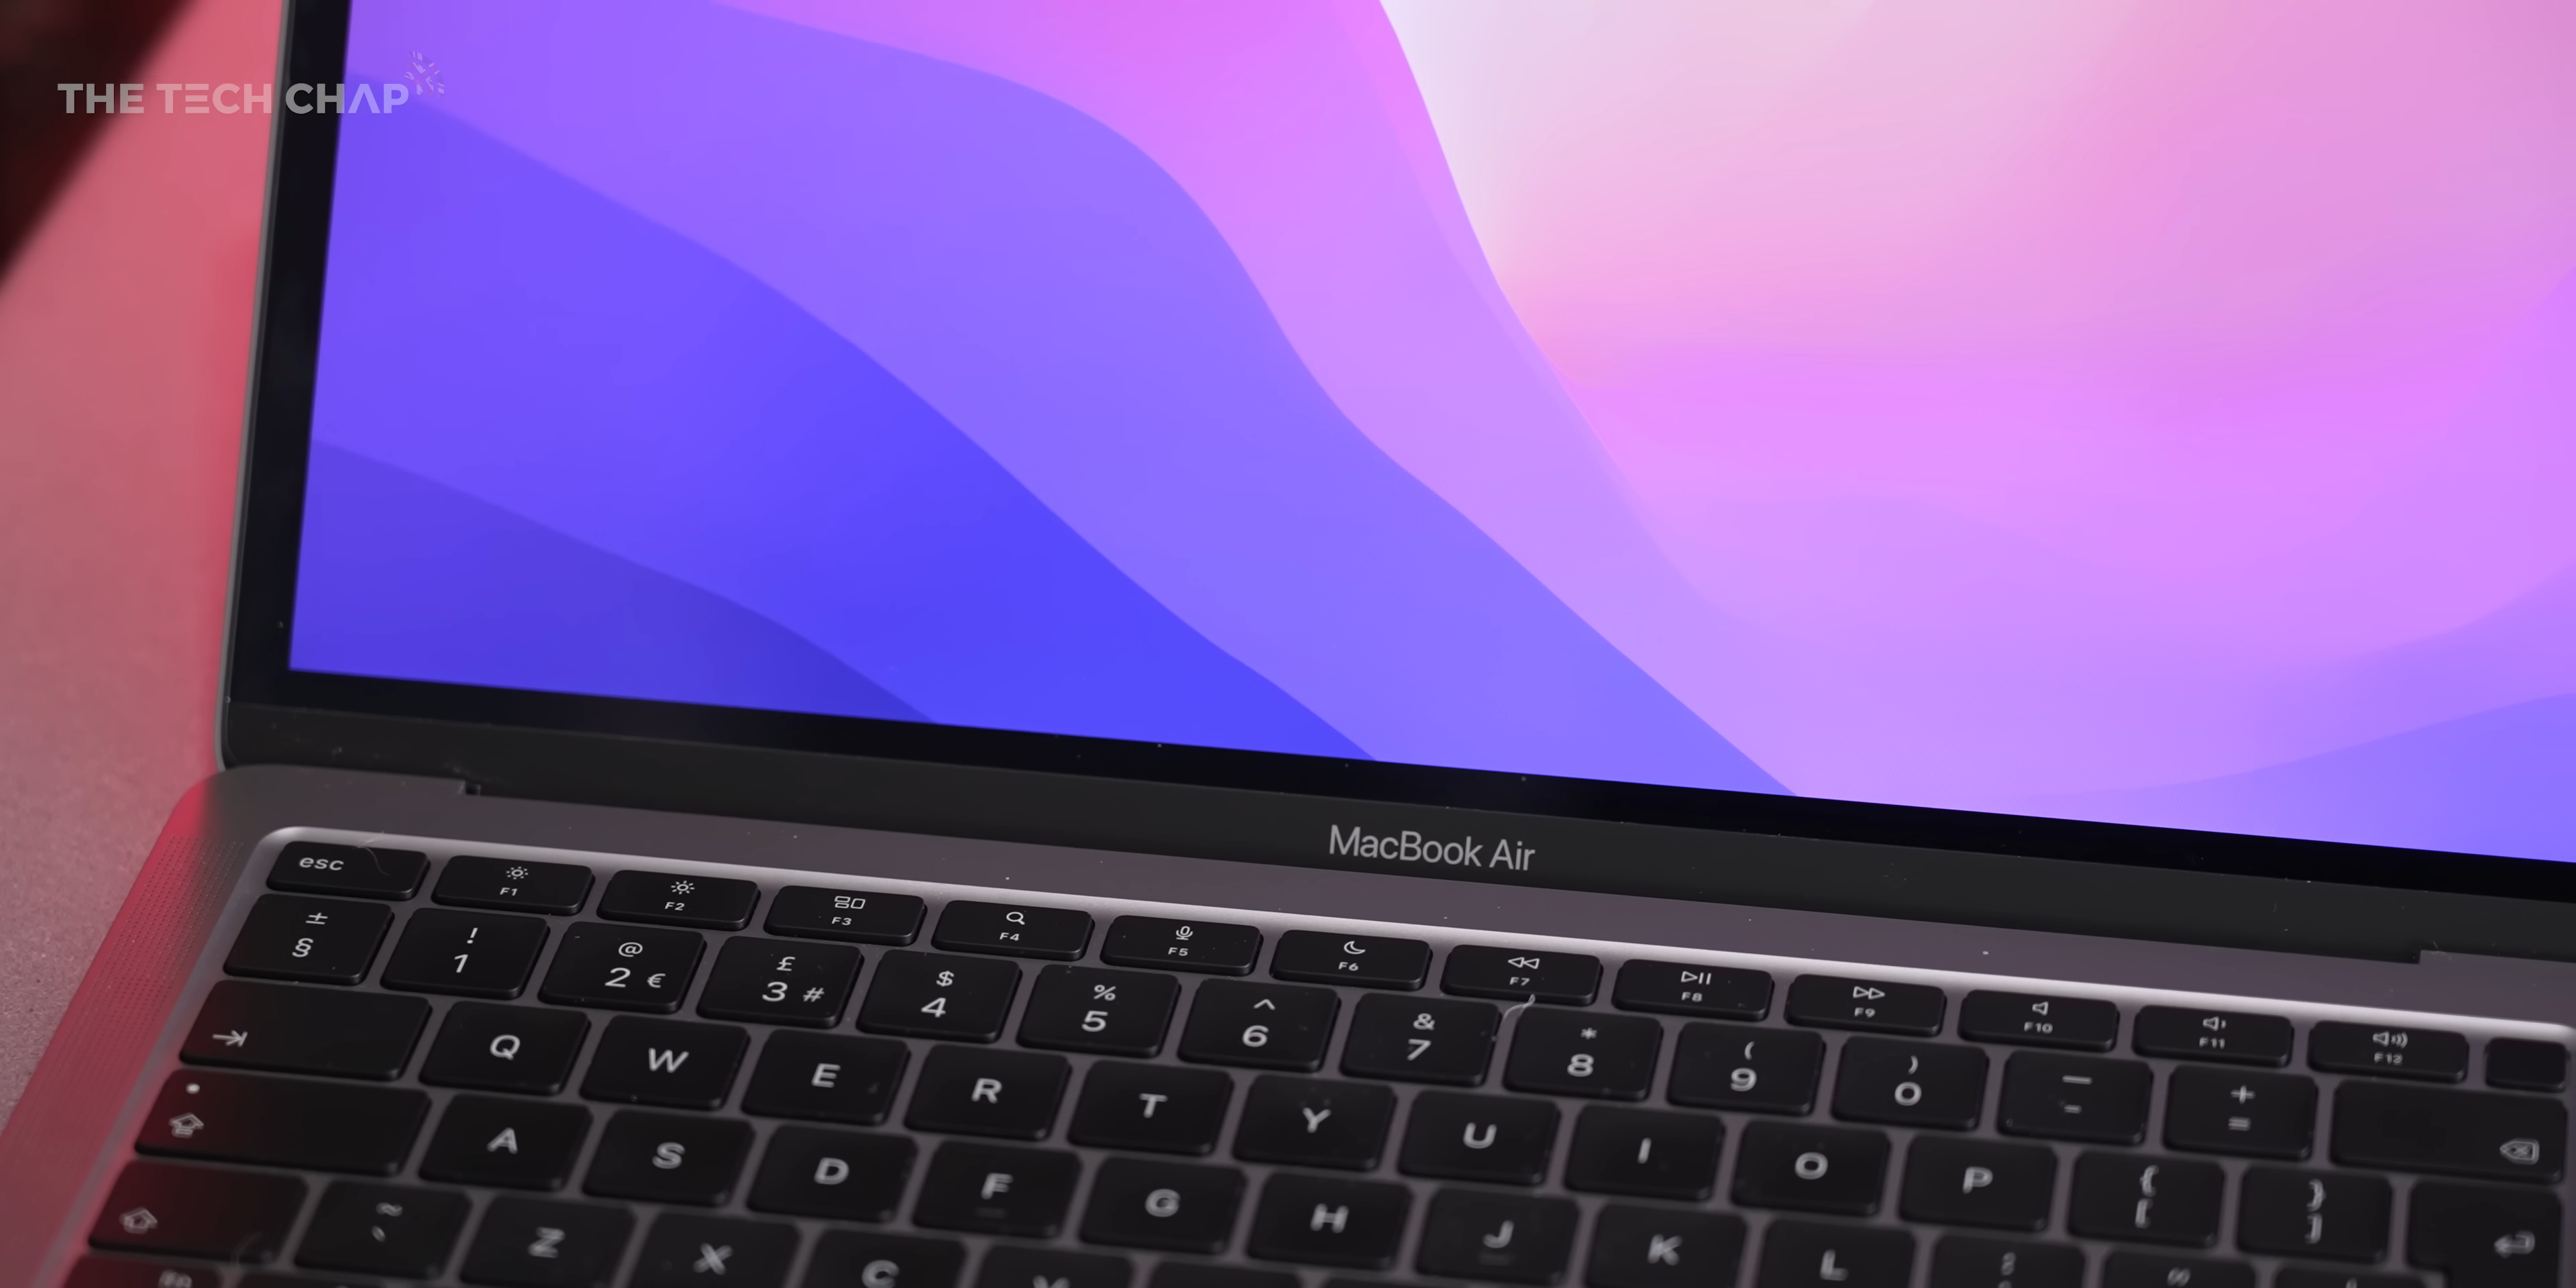 THE TECH CHAP
MacBook Air
esc F1 F2 F3 F4 F5 F6 F7 F8 F9 F10 F11 F12
± ! @ £ $ % ^ & * ( ) — +
§ 1 2 € 3 # 4 5 6 7 8 9 0 - =
Q W E R T Y U I O P { }
[ ]
A S D F G H J K L
~
` Z X C